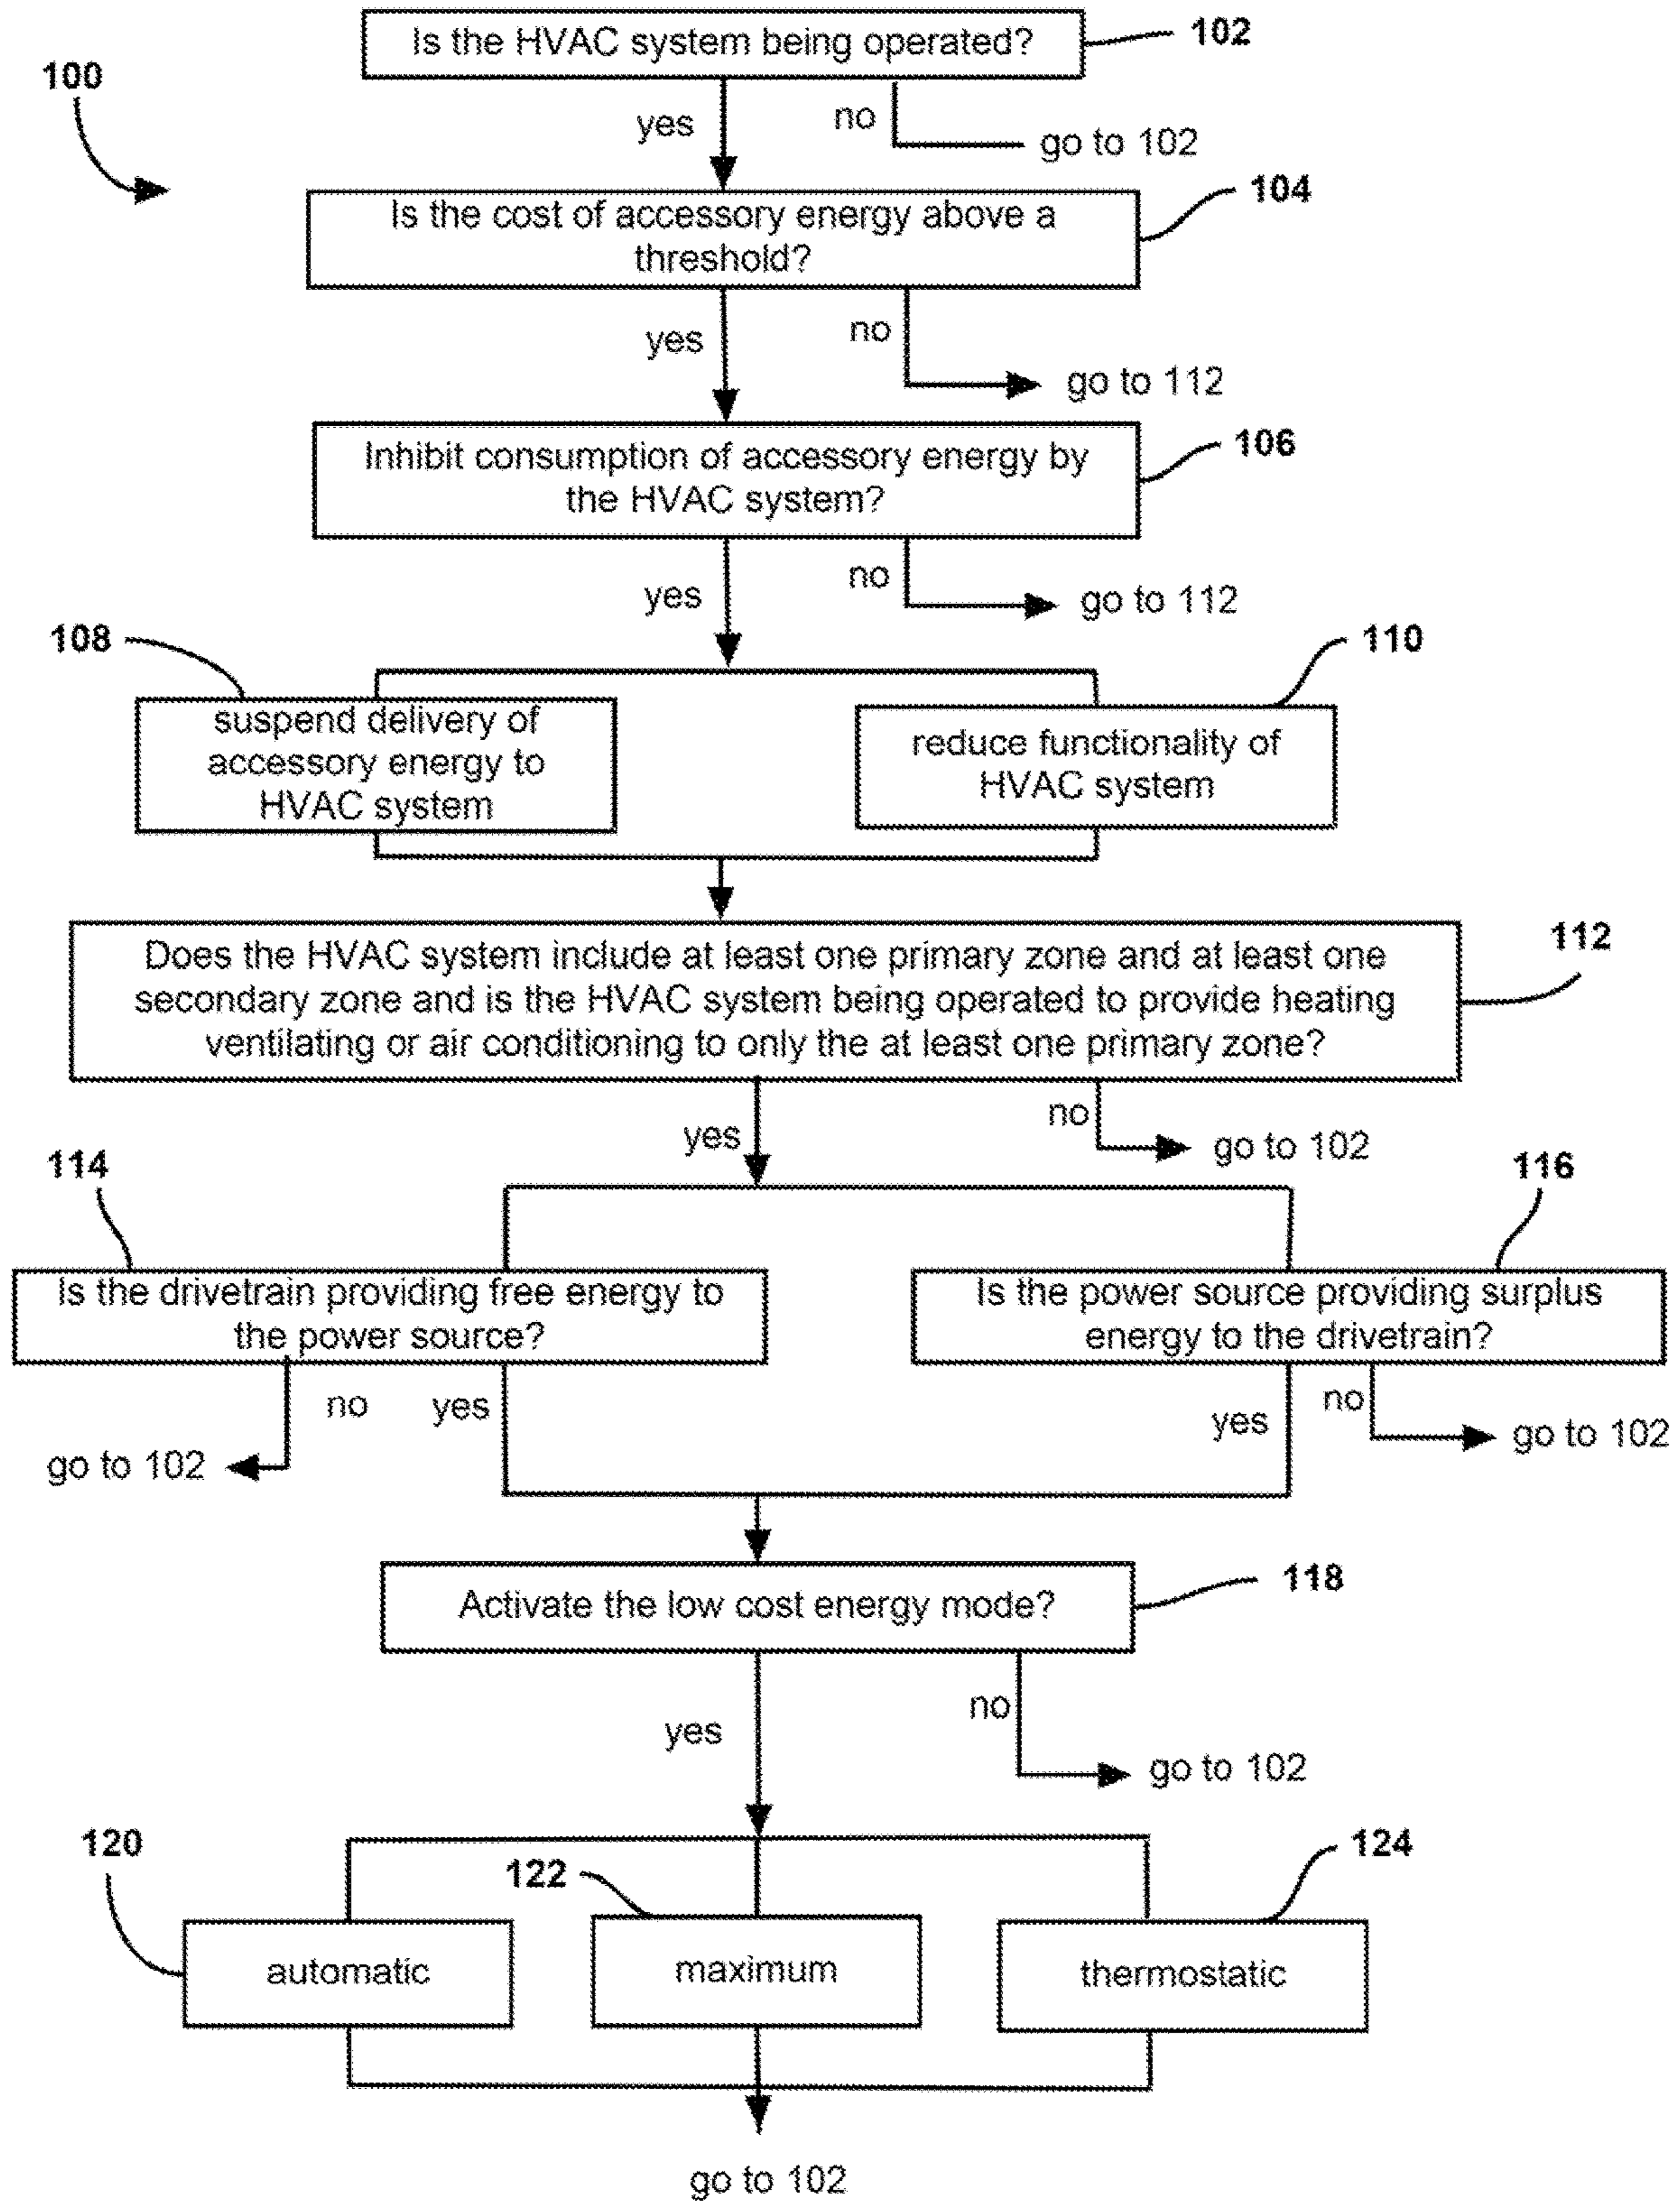 Is the HVAC system being operated?
102
100
yes
no
go to 102
104
Is the cost of accessory energy above a
threshold?
yes
no
go to 112
106
Inhibit consumption of accessory energy by
the HVAC system?
yes
no
go to 112
108
110
suspend delivery of
accessory energy to
HVAC system
reduce functionality of
HVAC system
112
Does the HVAC system include at least one primary zone and at least one
secondary zone and is the HVAC system being operated to provide heating
ventilating or air conditioning to only the at least one primary zone?
yes
no
go to 102
114
116
Is the drivetrain providing free energy to
the power source?
Is the power source providing surplus
energy to the drivetrain?
no
yes
go to 102
yes
no
go to 102
118
Activate the low cost energy mode?
yes
no
go to 102
120
122
124
automatic
maximum
thermostatic
go to 102